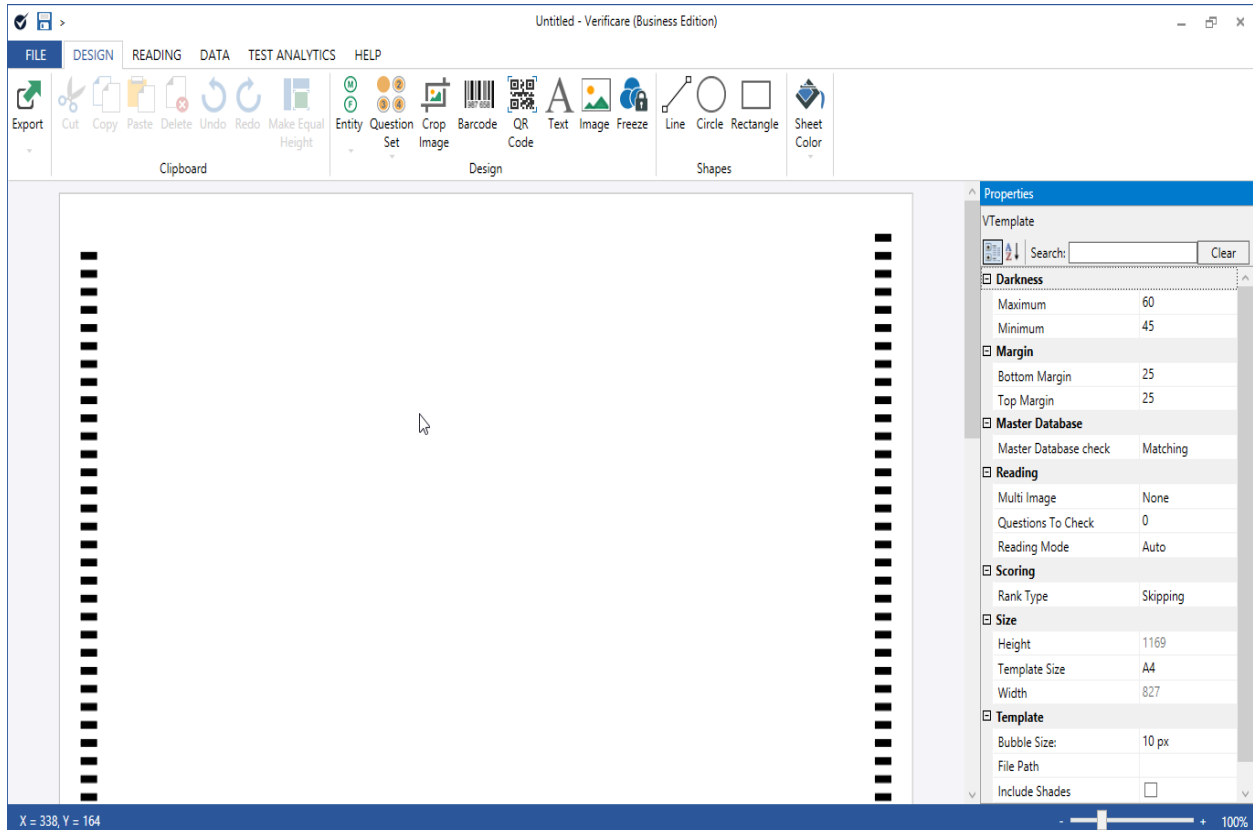 Untitled - Verificare (Business Edition)
FILE DESIGN READING DATA TEST ANALYTICS HELP
Export Cut Copy Paste Delete Undo Redo Make Equal Height Entity Question Set Crop Image Barcode QR Code Text Image Freeze Line Circle Rectangle Sheet Color
Clipboard Design Shapes
Properties
VTemplate
Search: Clear
Darkness
Maximum 60
Minimum 45
Margin
Bottom Margin 25
Top Margin 25
Master Database
Master Database check Matching
Reading
Multi Image None
Questions To Check 0
Reading Mode Auto
Scoring
Rank Type Skipping
Size
Height 1169
Template Size A4
Width 827
Template
Bubble Size: 10 px
File Path
Include Shades
X = 338, Y = 164 - + 100%